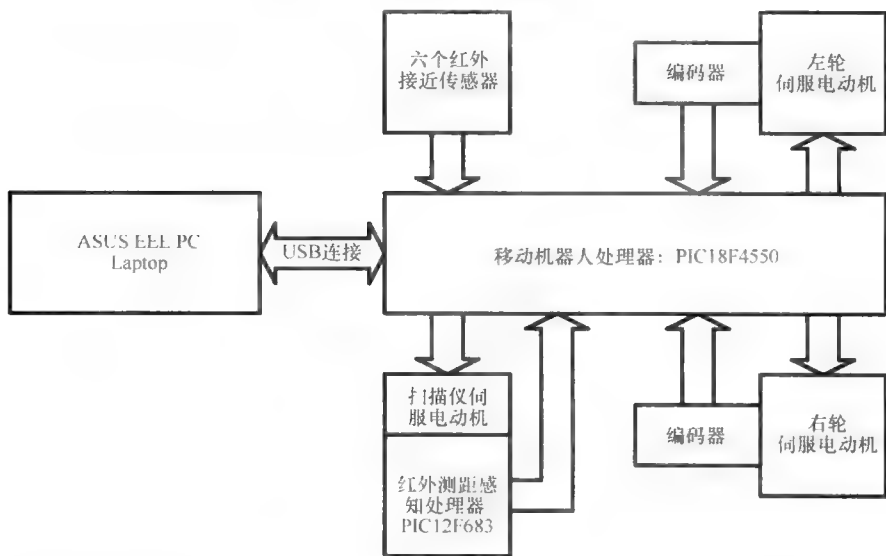 六个红外
接近传感器
编码器
左轮
伺服电动机
ASUS EEE PC
Laptop
USB连接
移动机器人处理器：PIC18F4550
扫描仪伺
服电动机
编码器
右轮
伺服电动机
红外测距感
知处理器
PIC12F683